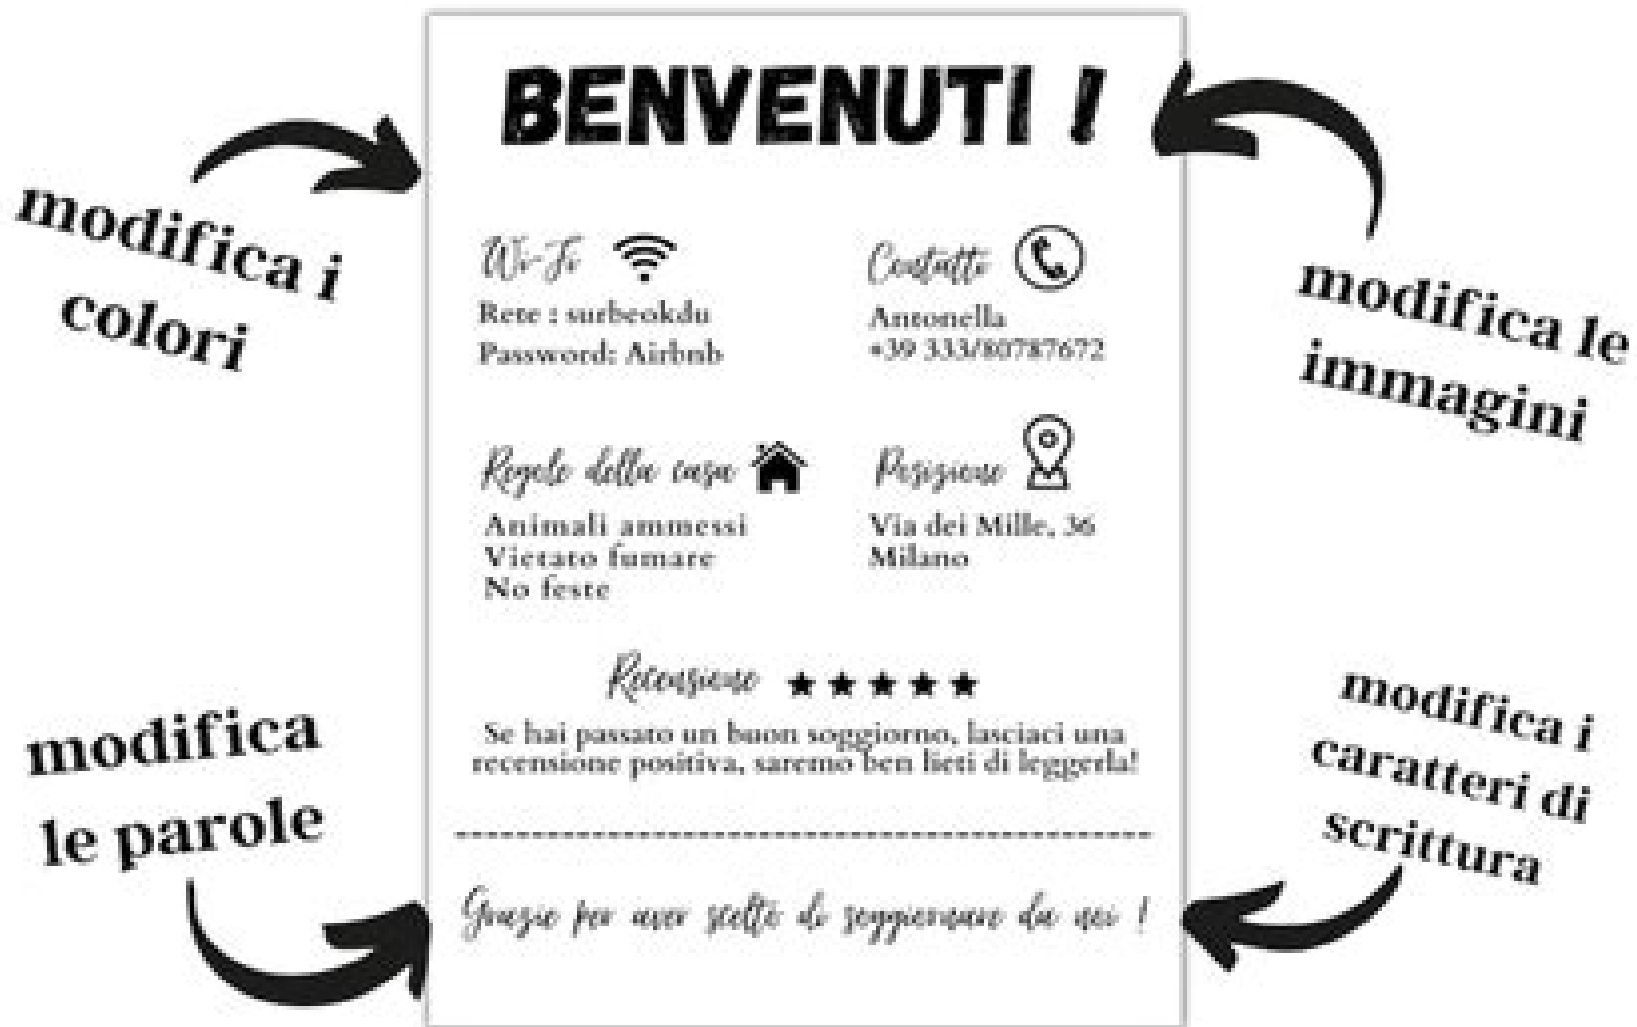 BENVENUTI !
modifica i
colori
modifica le
immagini
Wi-Fi
Rete : surbeokdu
Password: Airbnb
Contatto
Antonella
+39 333/80787672
Regole della casa
Animali ammessi
Vietato fumare
No feste
Posizione
Via dei Mille, 36
Milano
Recensione
Se hai passato un buon soggiorno, lasciaci una
recensione positiva, saremo ben lieti di leggerla!
modifica
le parole
modifica i
caratteri di
scrittura
Grazie per aver scelto di soggiornare da noi !